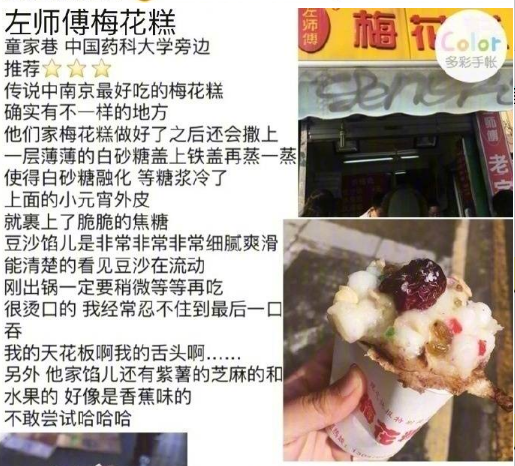 左师傅梅花糕
童家巷 中国药科大学旁边
推荐⭐⭐⭐
传说中南京最好吃的梅花糕
确实有不一样的地方
他们家梅花糕做好了之后还会撒上
一层薄薄的白砂糖盖上铁盖再蒸一蒸
使得白砂糖融化 等糖浆冷了
上面的小元宵外皮
就裹上了脆脆的焦糖
豆沙馅儿是非常非常非常细腻爽滑
能清楚的看见豆沙在流动
刚出锅一定要稍微等等再吃
很烫口的 我经常忍不住到最后一口
吞
我的天花板啊我的舌头啊……
另外 他家馅儿还有紫薯的芝麻的和
水果的 好像是香蕉味的
不敢尝试哈哈哈
左师傅
梅花
Color
多彩手帐
师傅
老